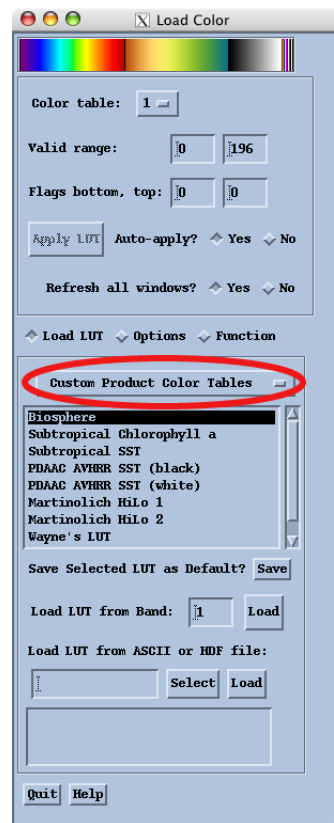 X Load Color
Color table: 1
Valid range: 0 196
Flags bottom, top: 0 0
Apply LUT Auto-apply? Yes No
Refresh all windows? Yes No
Load LUT Options Function
Custom Product Color Tables
Biosphere
Subtropical Chlorophyll a
Subtropical SST
PDAAC AVHRR SST (black)
PDAAC AVHRR SST (white)
Martinolich HiLo 1
Martinolich HiLo 2
Wayne's LUT
Save Selected LUT as Default? Save
Load LUT from Band: 1 Load
Load LUT from ASCII or HDF file:
Select Load
Quit Help